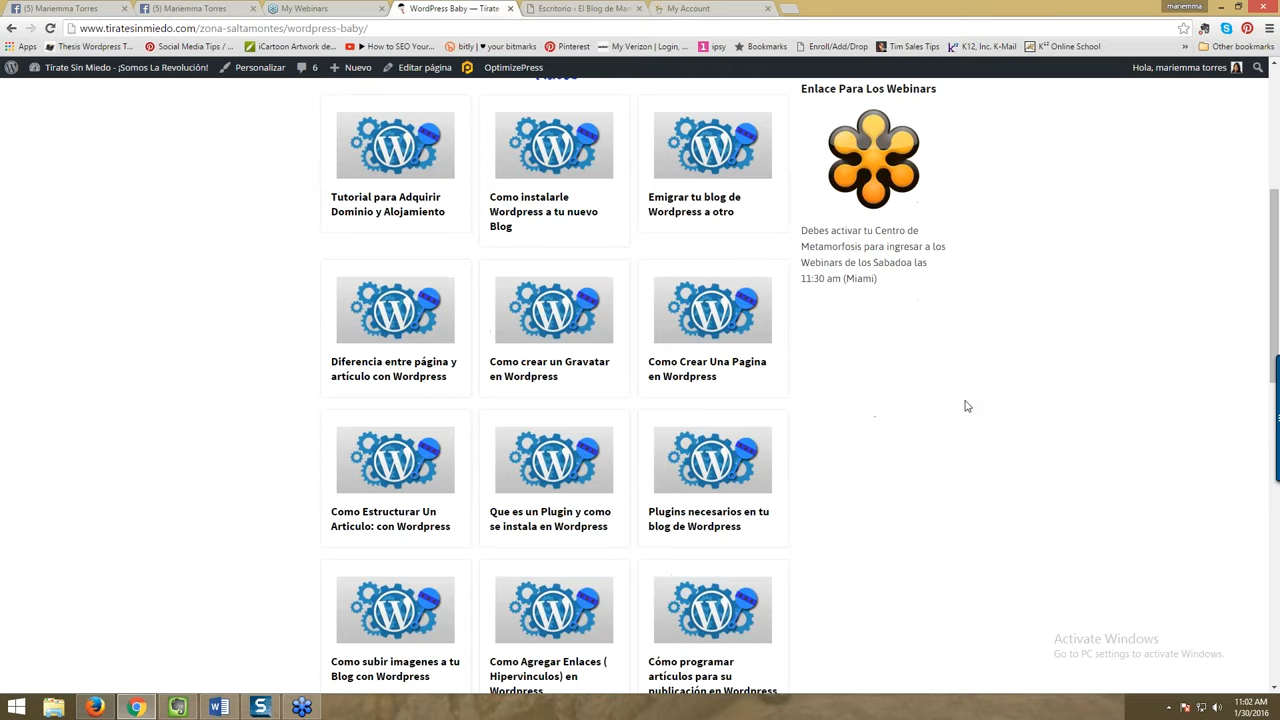 (5) Mariemma Torres
(5) Mariemma Torres
My Webinars
WordPress Baby — Tírate
Escritorio ‹ El Blog de Mar
My Account
mariemma
www.tiratesinmiedo.com/zona-saltamontes/wordpress-baby/
Apps
Thesis Wordpress T...
Social Media Tips / ...
iCartoon Artwork de...
How to SEO Your...
bitly | ♥ your bitmarks
Pinterest
My Verizon | Login, ...
ipsy
Bookmarks
Enroll/Add/Drop
Tim Sales Tips
K12, Inc. K-Mail
K¹² Online School
»
Other bookmarks
Tírate Sin Miedo - ¡Somos La Revolución!
Personalizar
6
Nuevo
Editar página
OptimizePress
Hola, mariemma torres
Enlace Para Los Webinars
Tutorial para Adquirir
Dominio y Alojamiento
Como instalarle
Wordpress a tu nuevo
Blog
Emigrar tu blog de
Wordpress a otro
Debes activar tu Centro de
Metamorfosis para ingresar a los
Webinars de los Sabadoa las
11:30 am (Miami)
Diferencia entre página y
artículo con Wordpress
Como crear un Gravatar
en Wordpress
Como Crear Una Pagina
en Wordpress
Como Estructurar Un
Articulo: con Wordpress
Que es un Plugin y como
se instala en Wordpress
Plugins necesarios en tu
blog de Wordpress
Como subir imagenes a tu
Blog con Wordpress
Como Agregar Enlaces (
Hipervinculos) en
Wordpress
Cómo programar
artículos para su
publicación en Wordpress
Activate Windows
Go to PC settings to activate Windows.
11:02 AM
1/30/2016